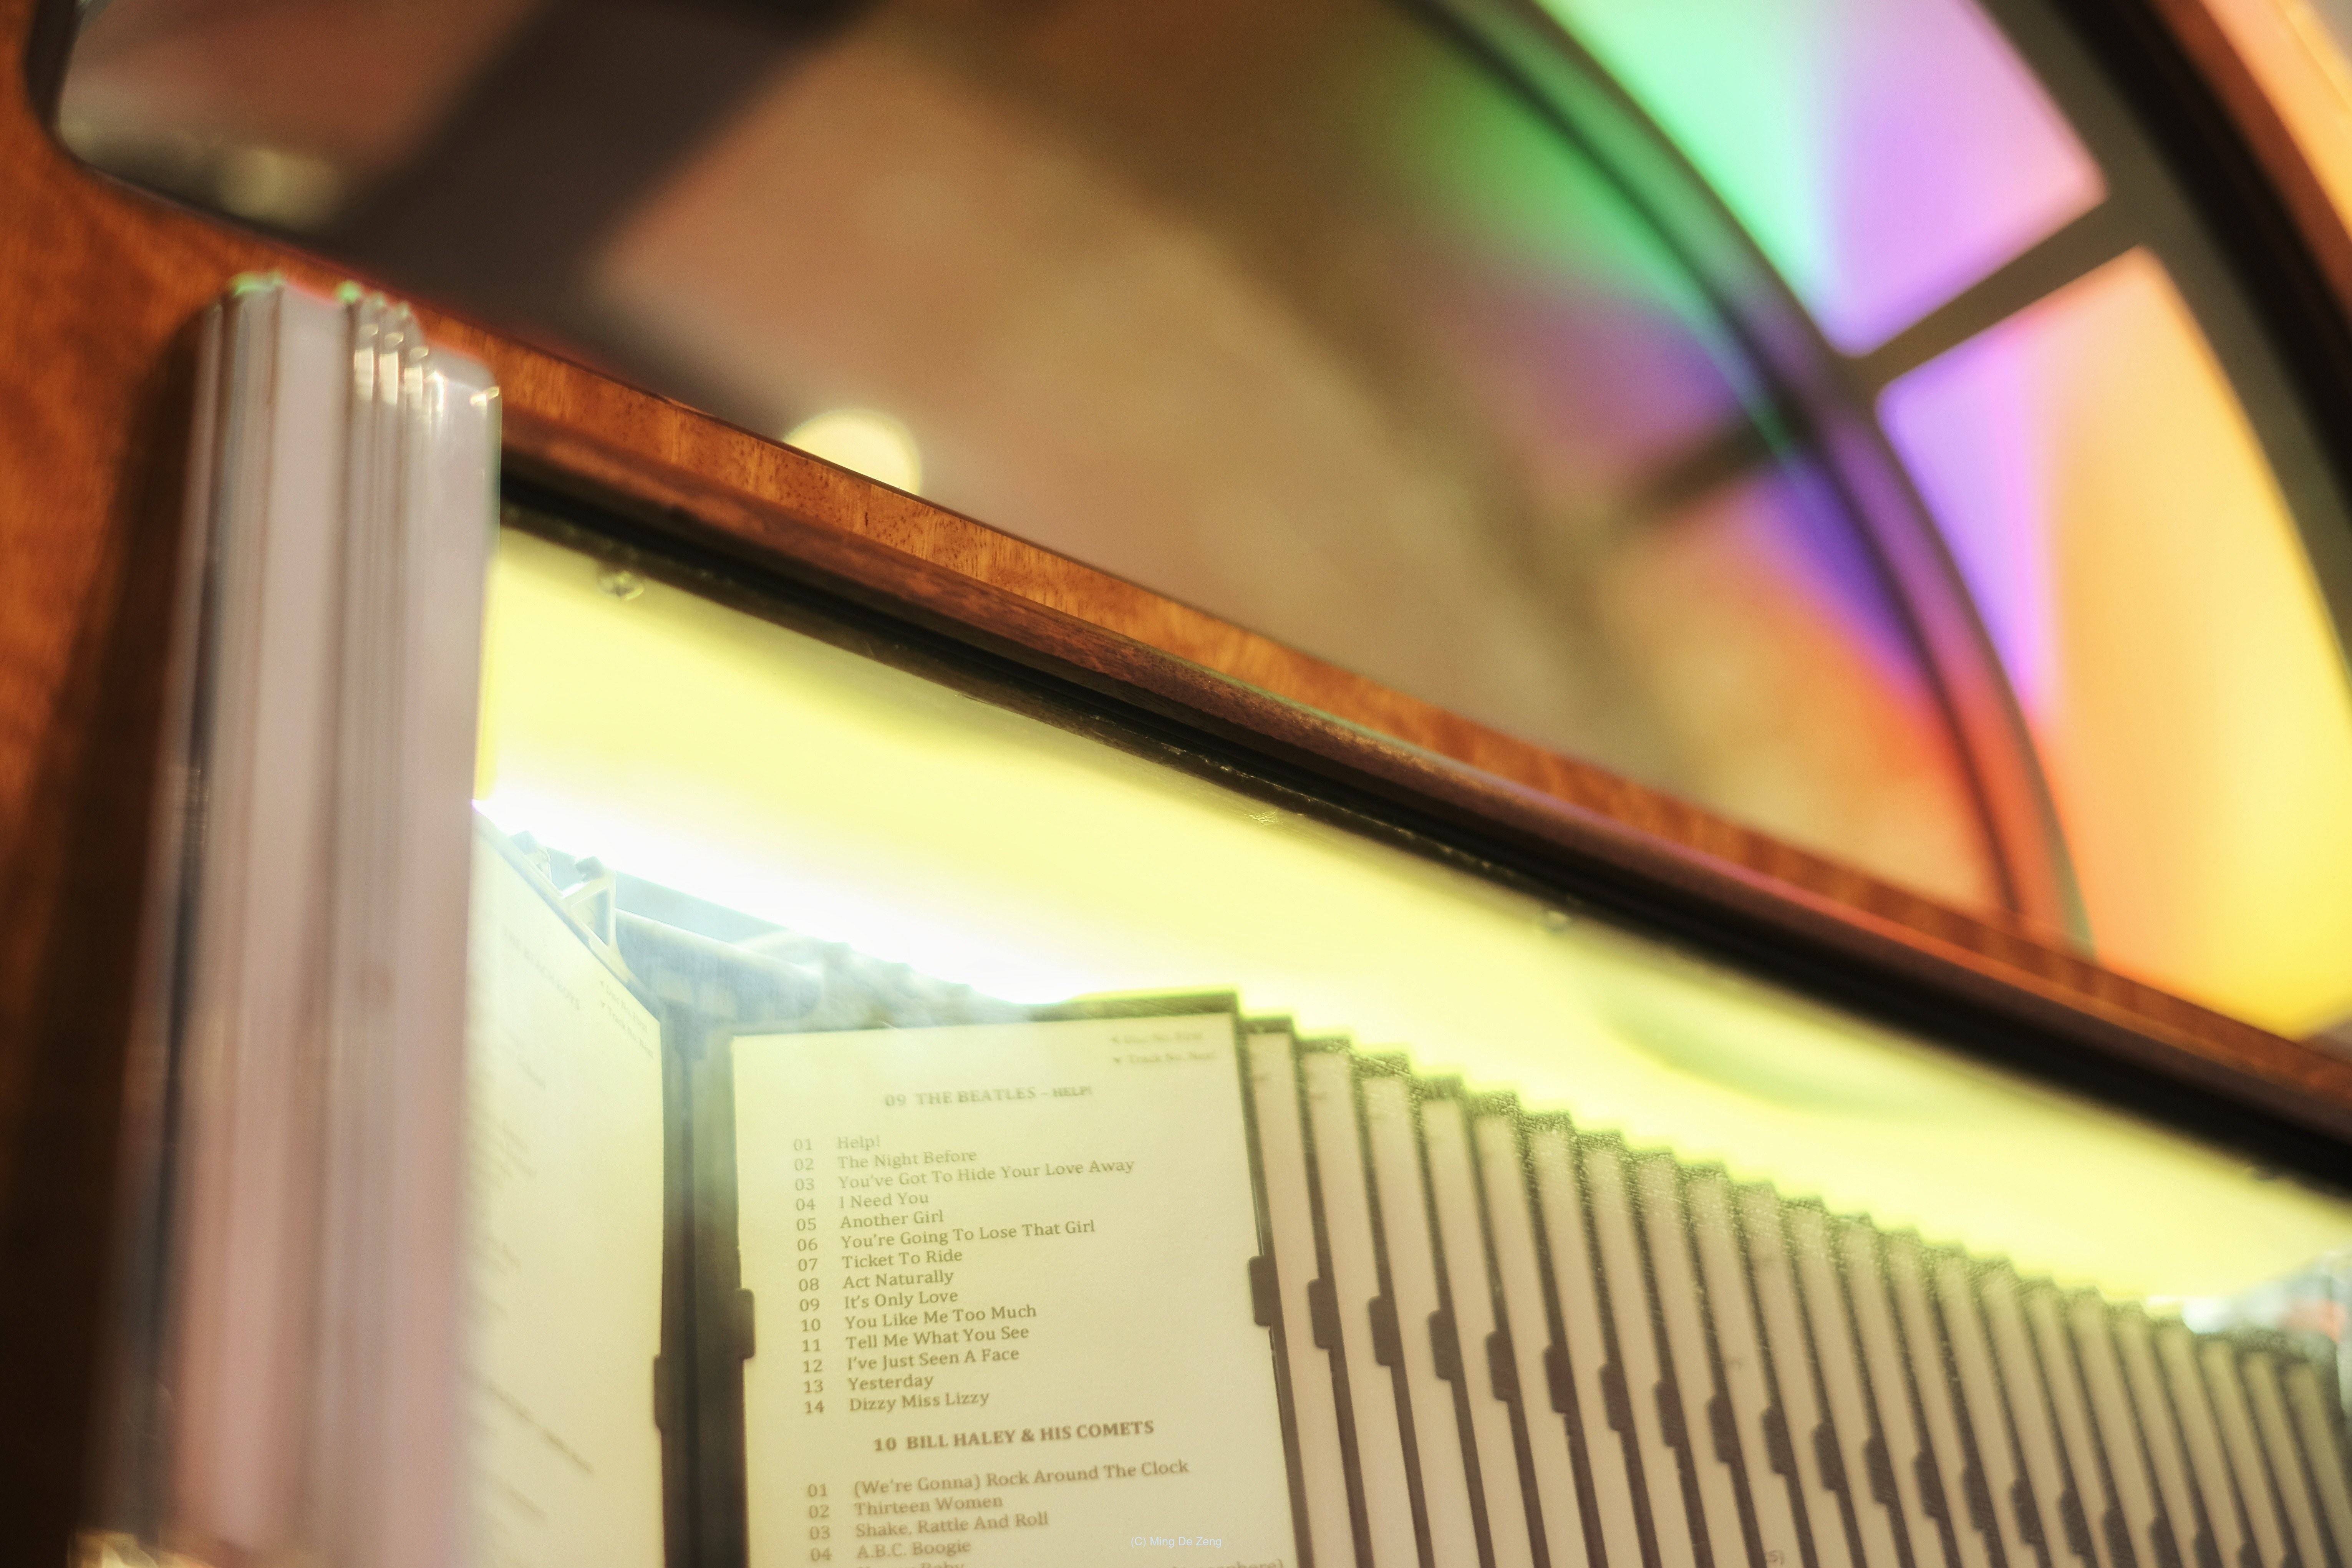 09 THE BEATLES – HELP!
01 Help!
02 The Night Before
03 You've Got To Hide Your Love Away
04 I Need You
05 Another Girl
06 You're Going To Lose That Girl
07 Ticket To Ride
08 Act Naturally
09 It's Only Love
10 You Like Me Too Much
11 Tell Me What You See
12 I've Just Seen A Face
13 Yesterday
14 Dizzy Miss Lizzy
10 BILL HALEY & HIS COMETS
01 (We're Gonna) Rock Around The Clock
02 Thirteen Women
03 Shake, Rattle And Roll
04 A.B.C. Boogie
(C) Ming De Zeng